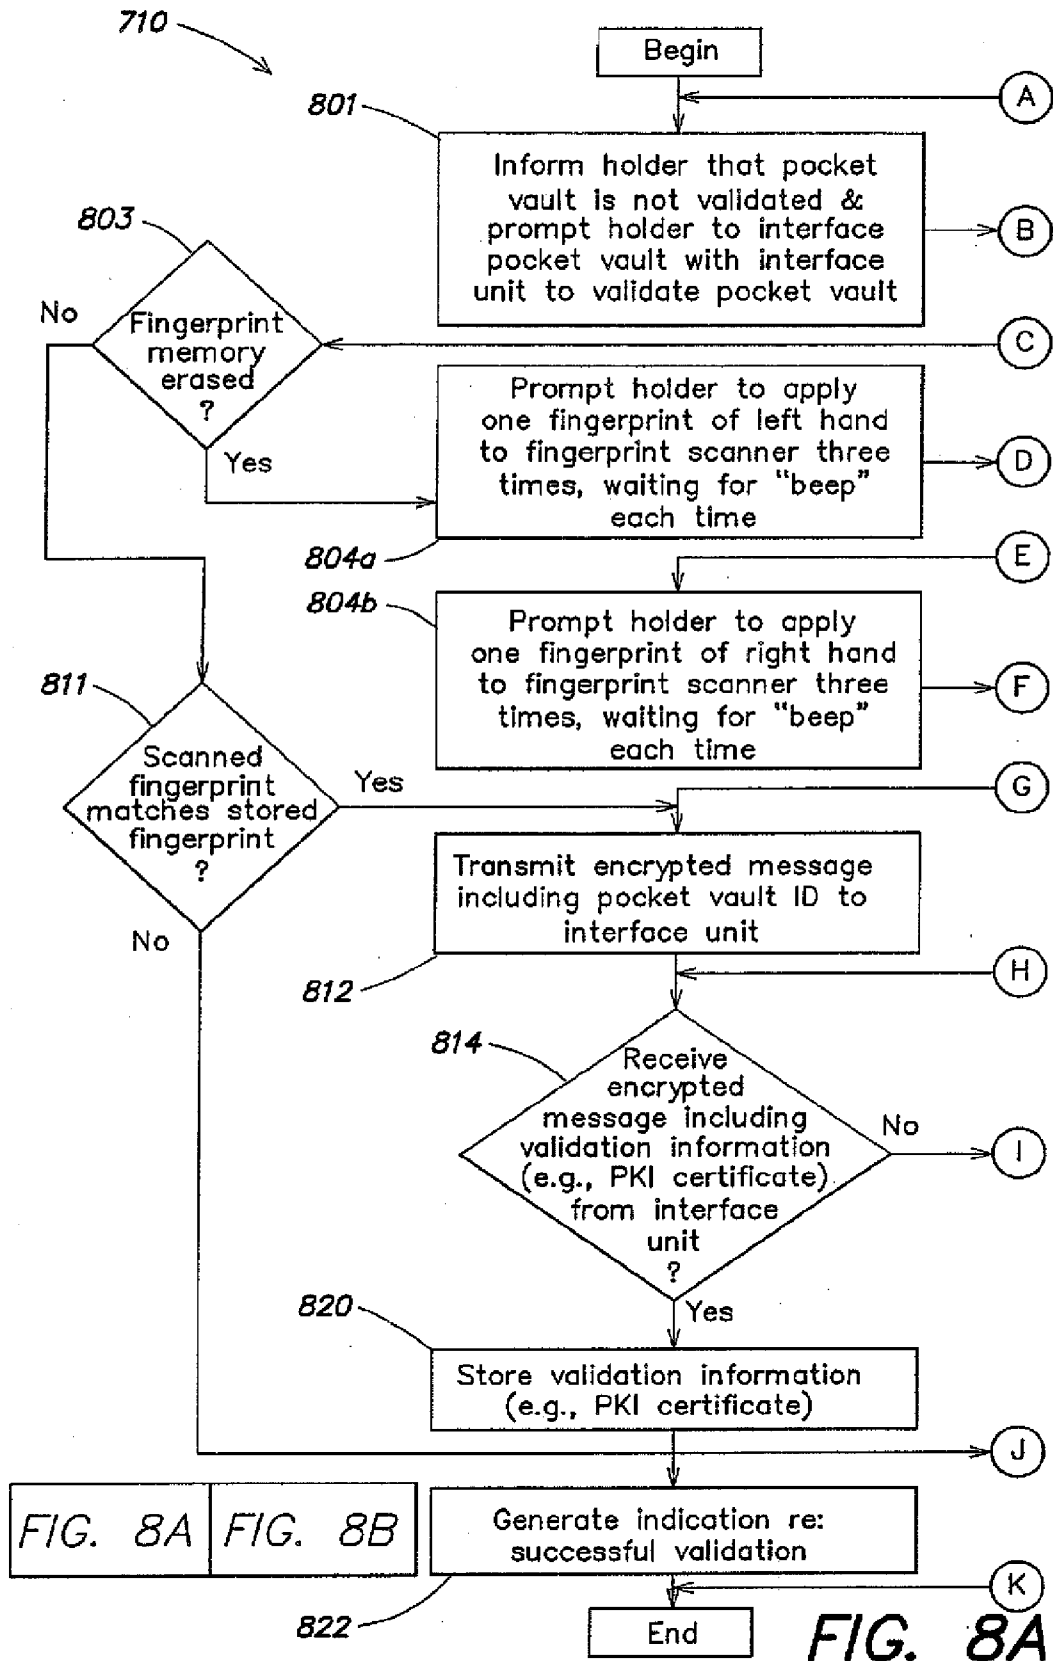 710
Begin
A
801
Inform holder that pocket
vault is not validated &
prompt holder to interface
pocket vault with interface
unit to validate pocket vault
B
803
No
Fingerprint
memory
erased
?
C
Yes
Prompt holder to apply
one fingerprint of left hand
to fingerprint scanner three
times, waiting for "beep"
each time
D
804a
E
804b
Prompt holder to apply
one fingerprint of right hand
to fingerprint scanner three
times, waiting for "beep"
each time
F
811
Scanned
fingerprint
matches stored
fingerprint
?
Yes
G
No
Transmit encrypted message
including pocket vault ID to
interface unit
812
H
814
Receive
encrypted
message including
validation information
(e.g., PKI certificate)
from interface
unit
?
No
I
Yes
820
Store validation information
(e.g., PKI certificate)
J
FIG. 8A
FIG. 8B
Generate indication re:
successful validation
K
822
End
FIG. 8A